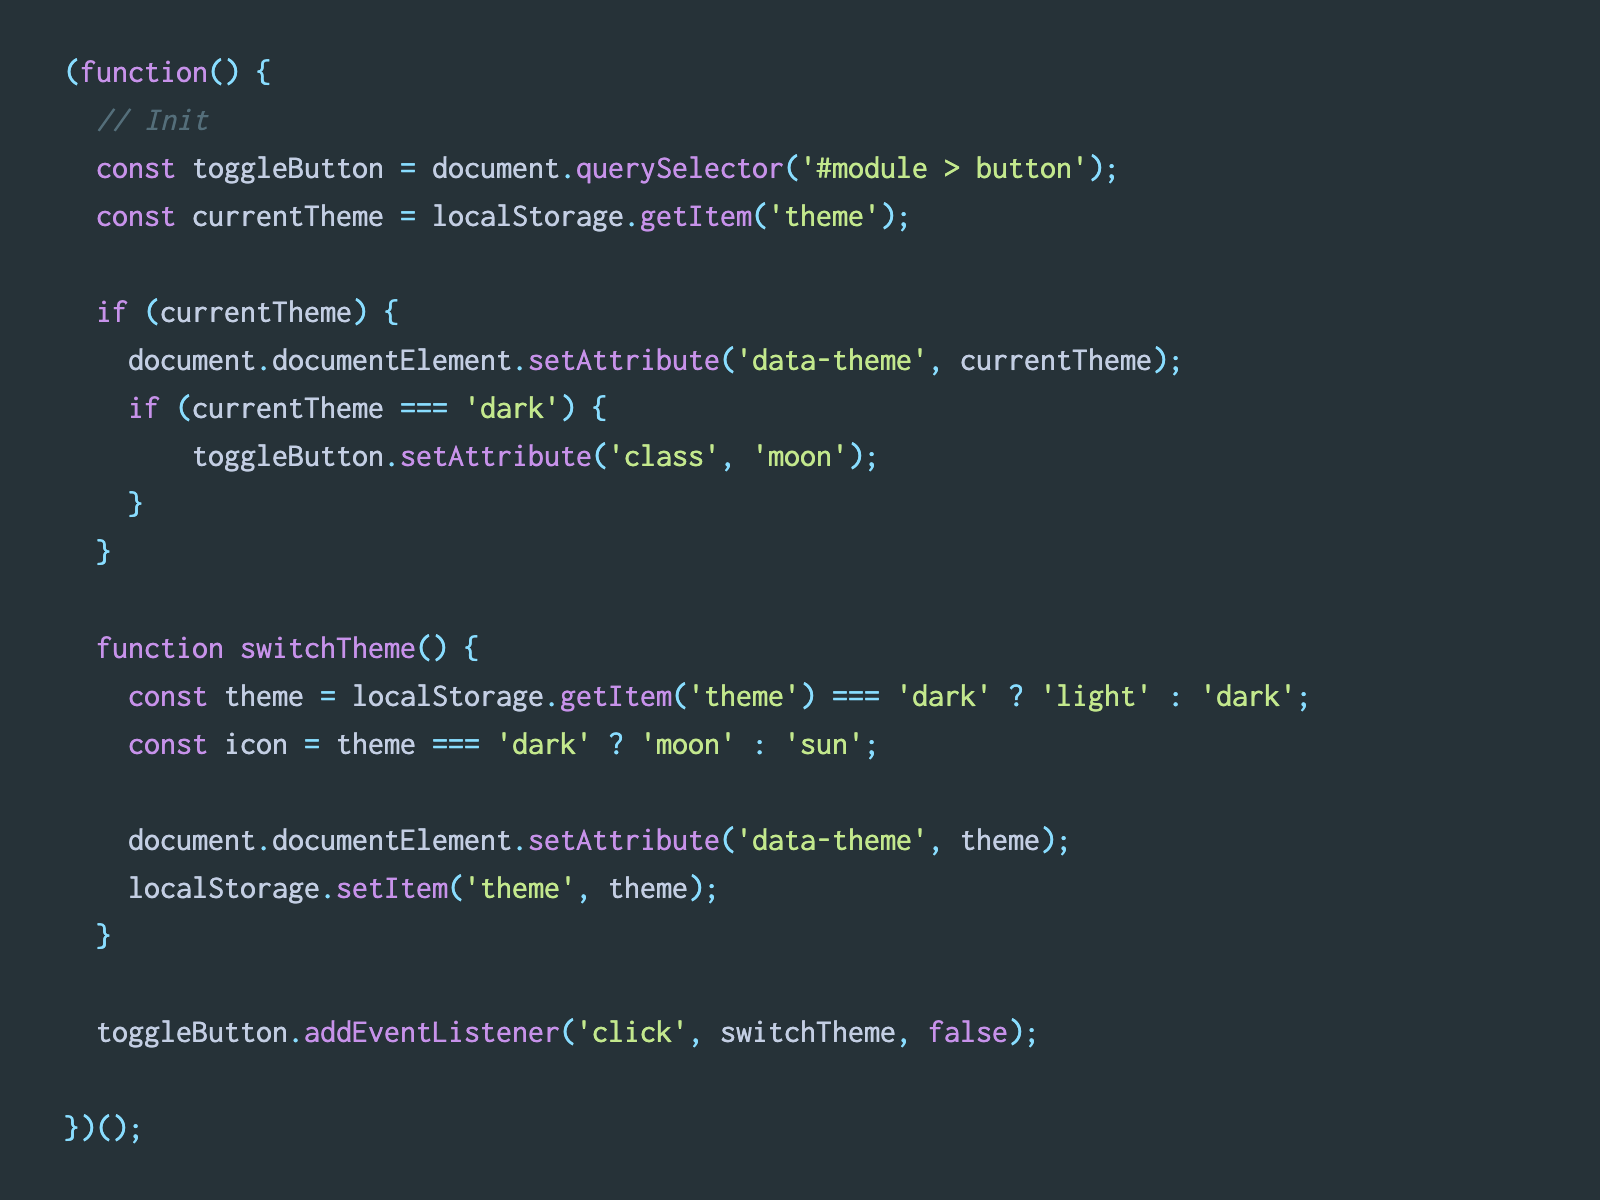 (function() {
  // Init
  const toggleButton = document.querySelector('#module > button');
  const currentTheme = localStorage.getItem('theme');

  if (currentTheme) {
    document.documentElement.setAttribute('data-theme', currentTheme);
    if (currentTheme === 'dark') {
        toggleButton.setAttribute('class', 'moon');
    }
  }

  function switchTheme() {
    const theme = localStorage.getItem('theme') === 'dark' ? 'light' : 'dark';
    const icon = theme === 'dark' ? 'moon' : 'sun';

    document.documentElement.setAttribute('data-theme', theme);
    localStorage.setItem('theme', theme);
  }

  toggleButton.addEventListener('click', switchTheme, false);

})();